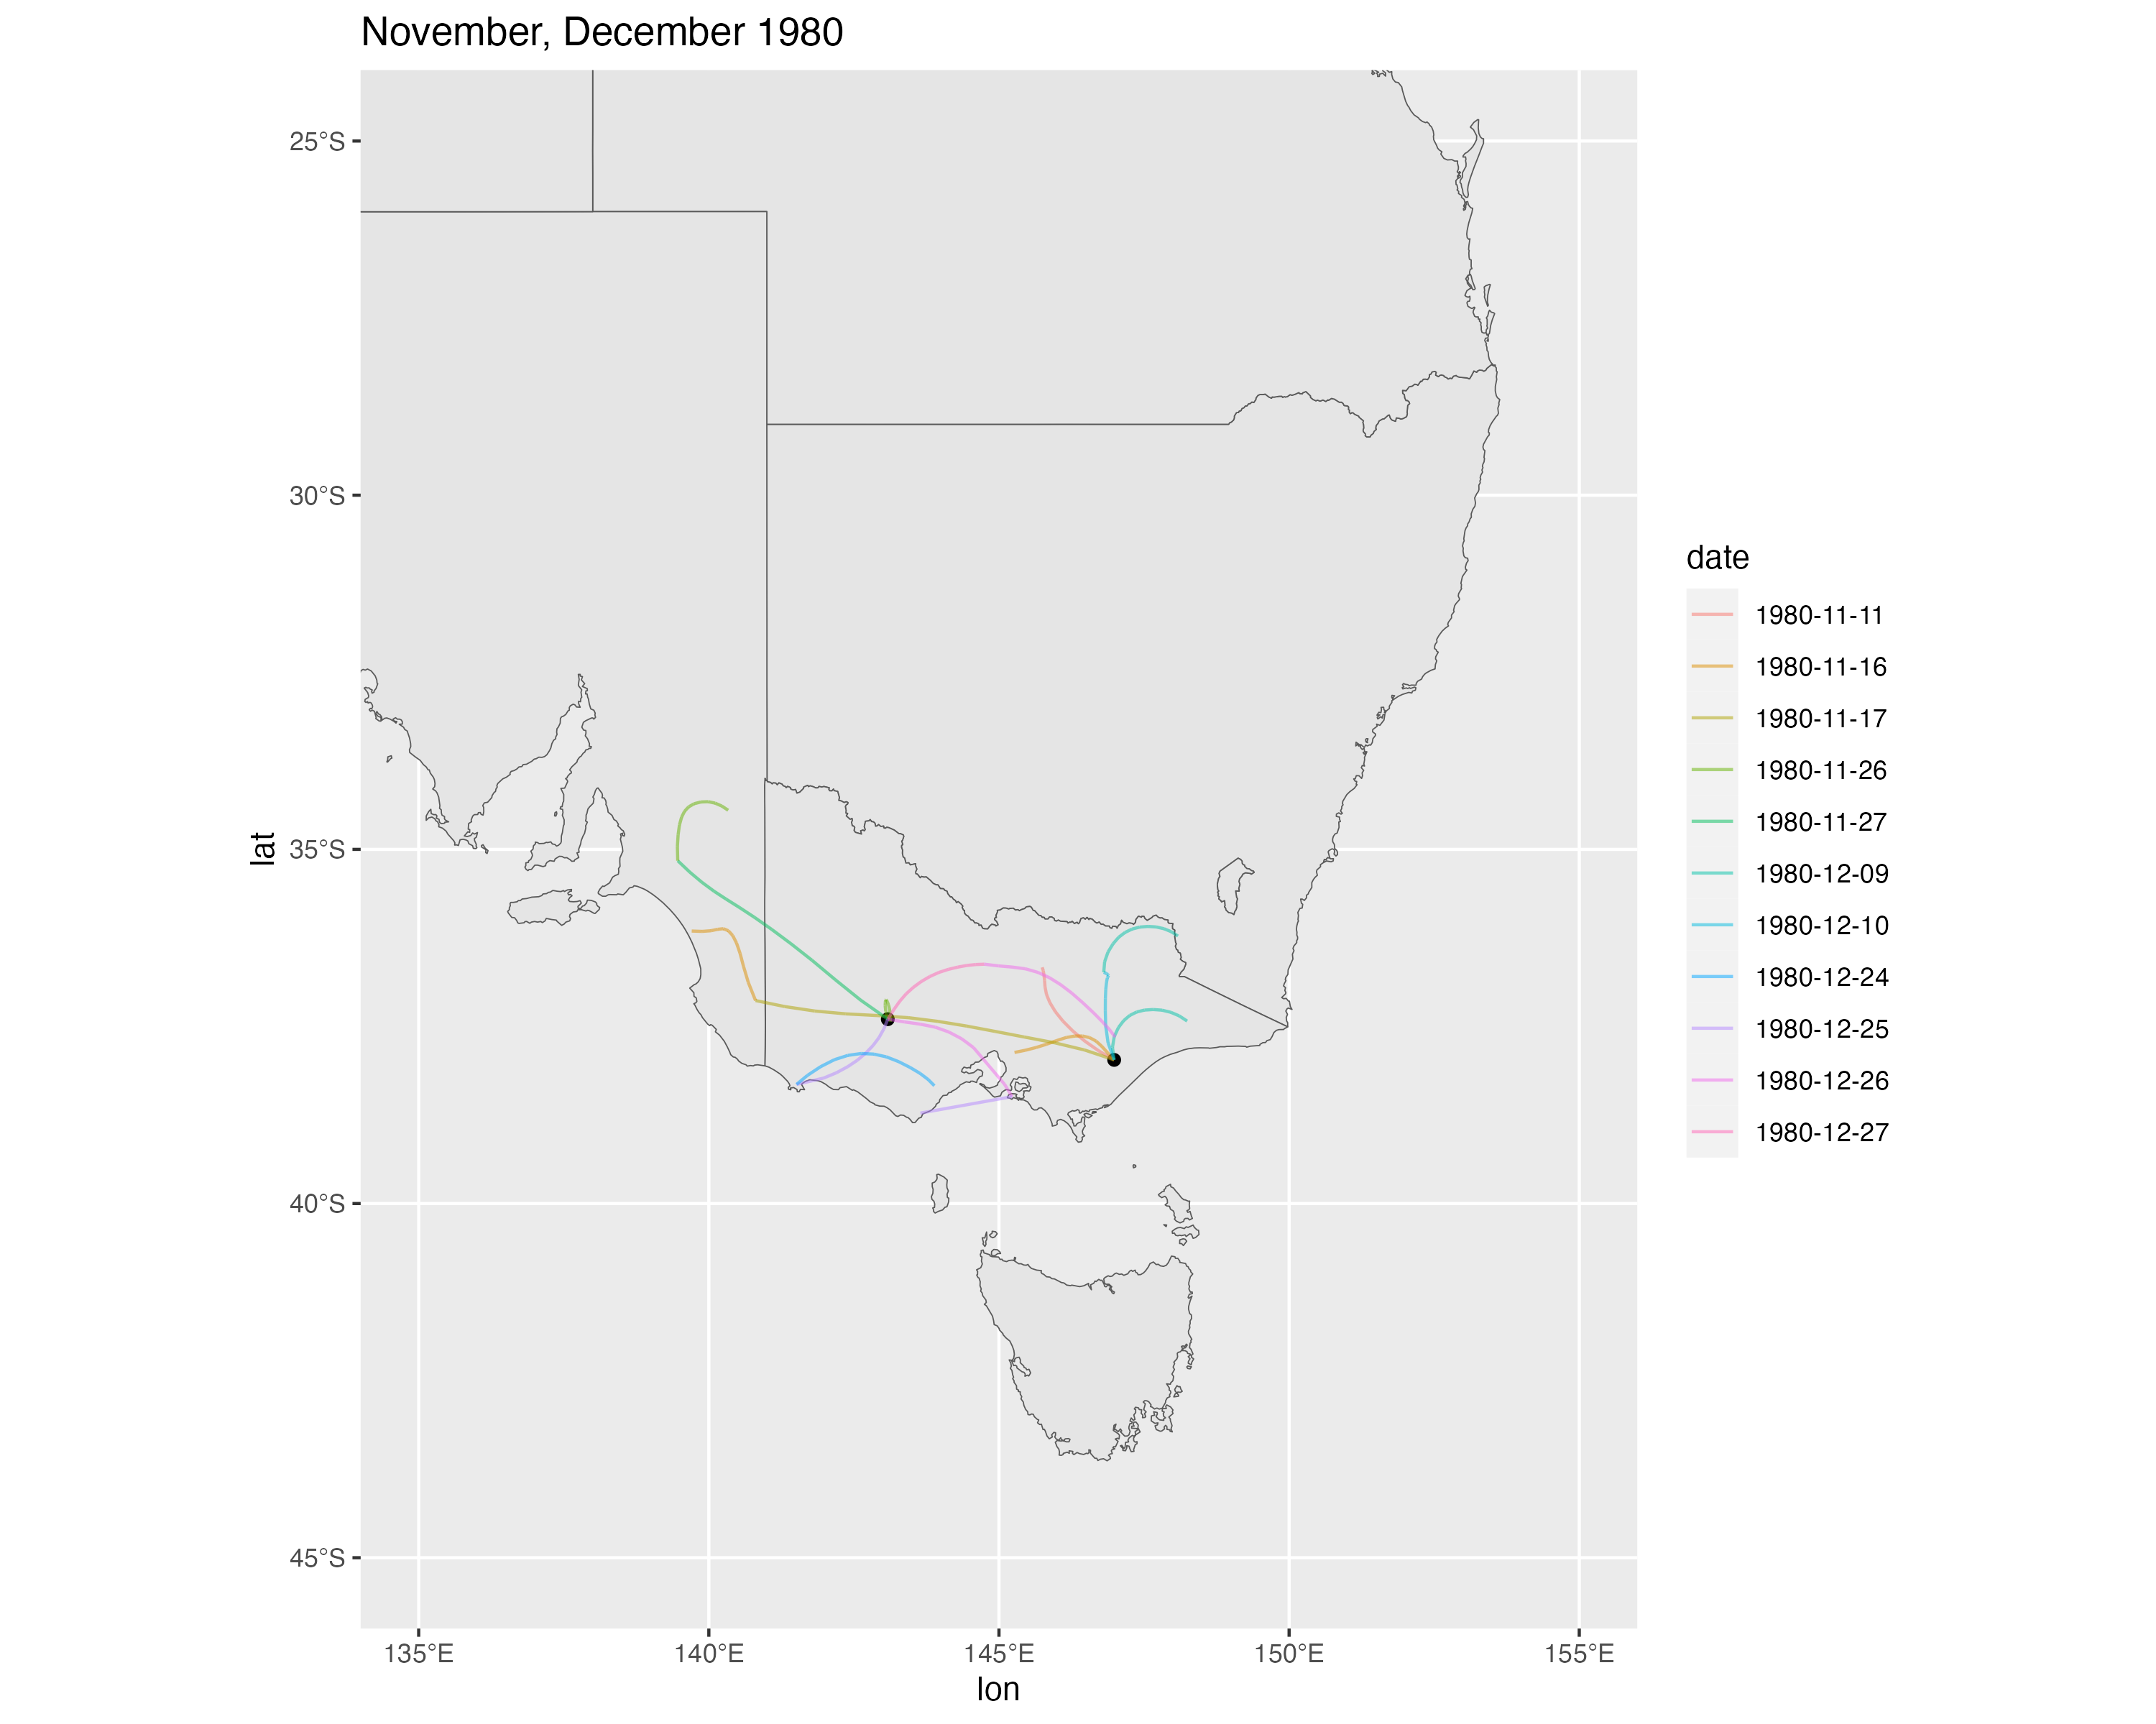 November, December 1980
25°S
30°S
35°S
40°S
45°S
lat
135°E 140°E 145°E 150°E 155°E
lon
date
1980-11-11
1980-11-16
1980-11-17
1980-11-26
1980-11-27
1980-12-09
1980-12-10
1980-12-24
1980-12-25
1980-12-26
1980-12-27